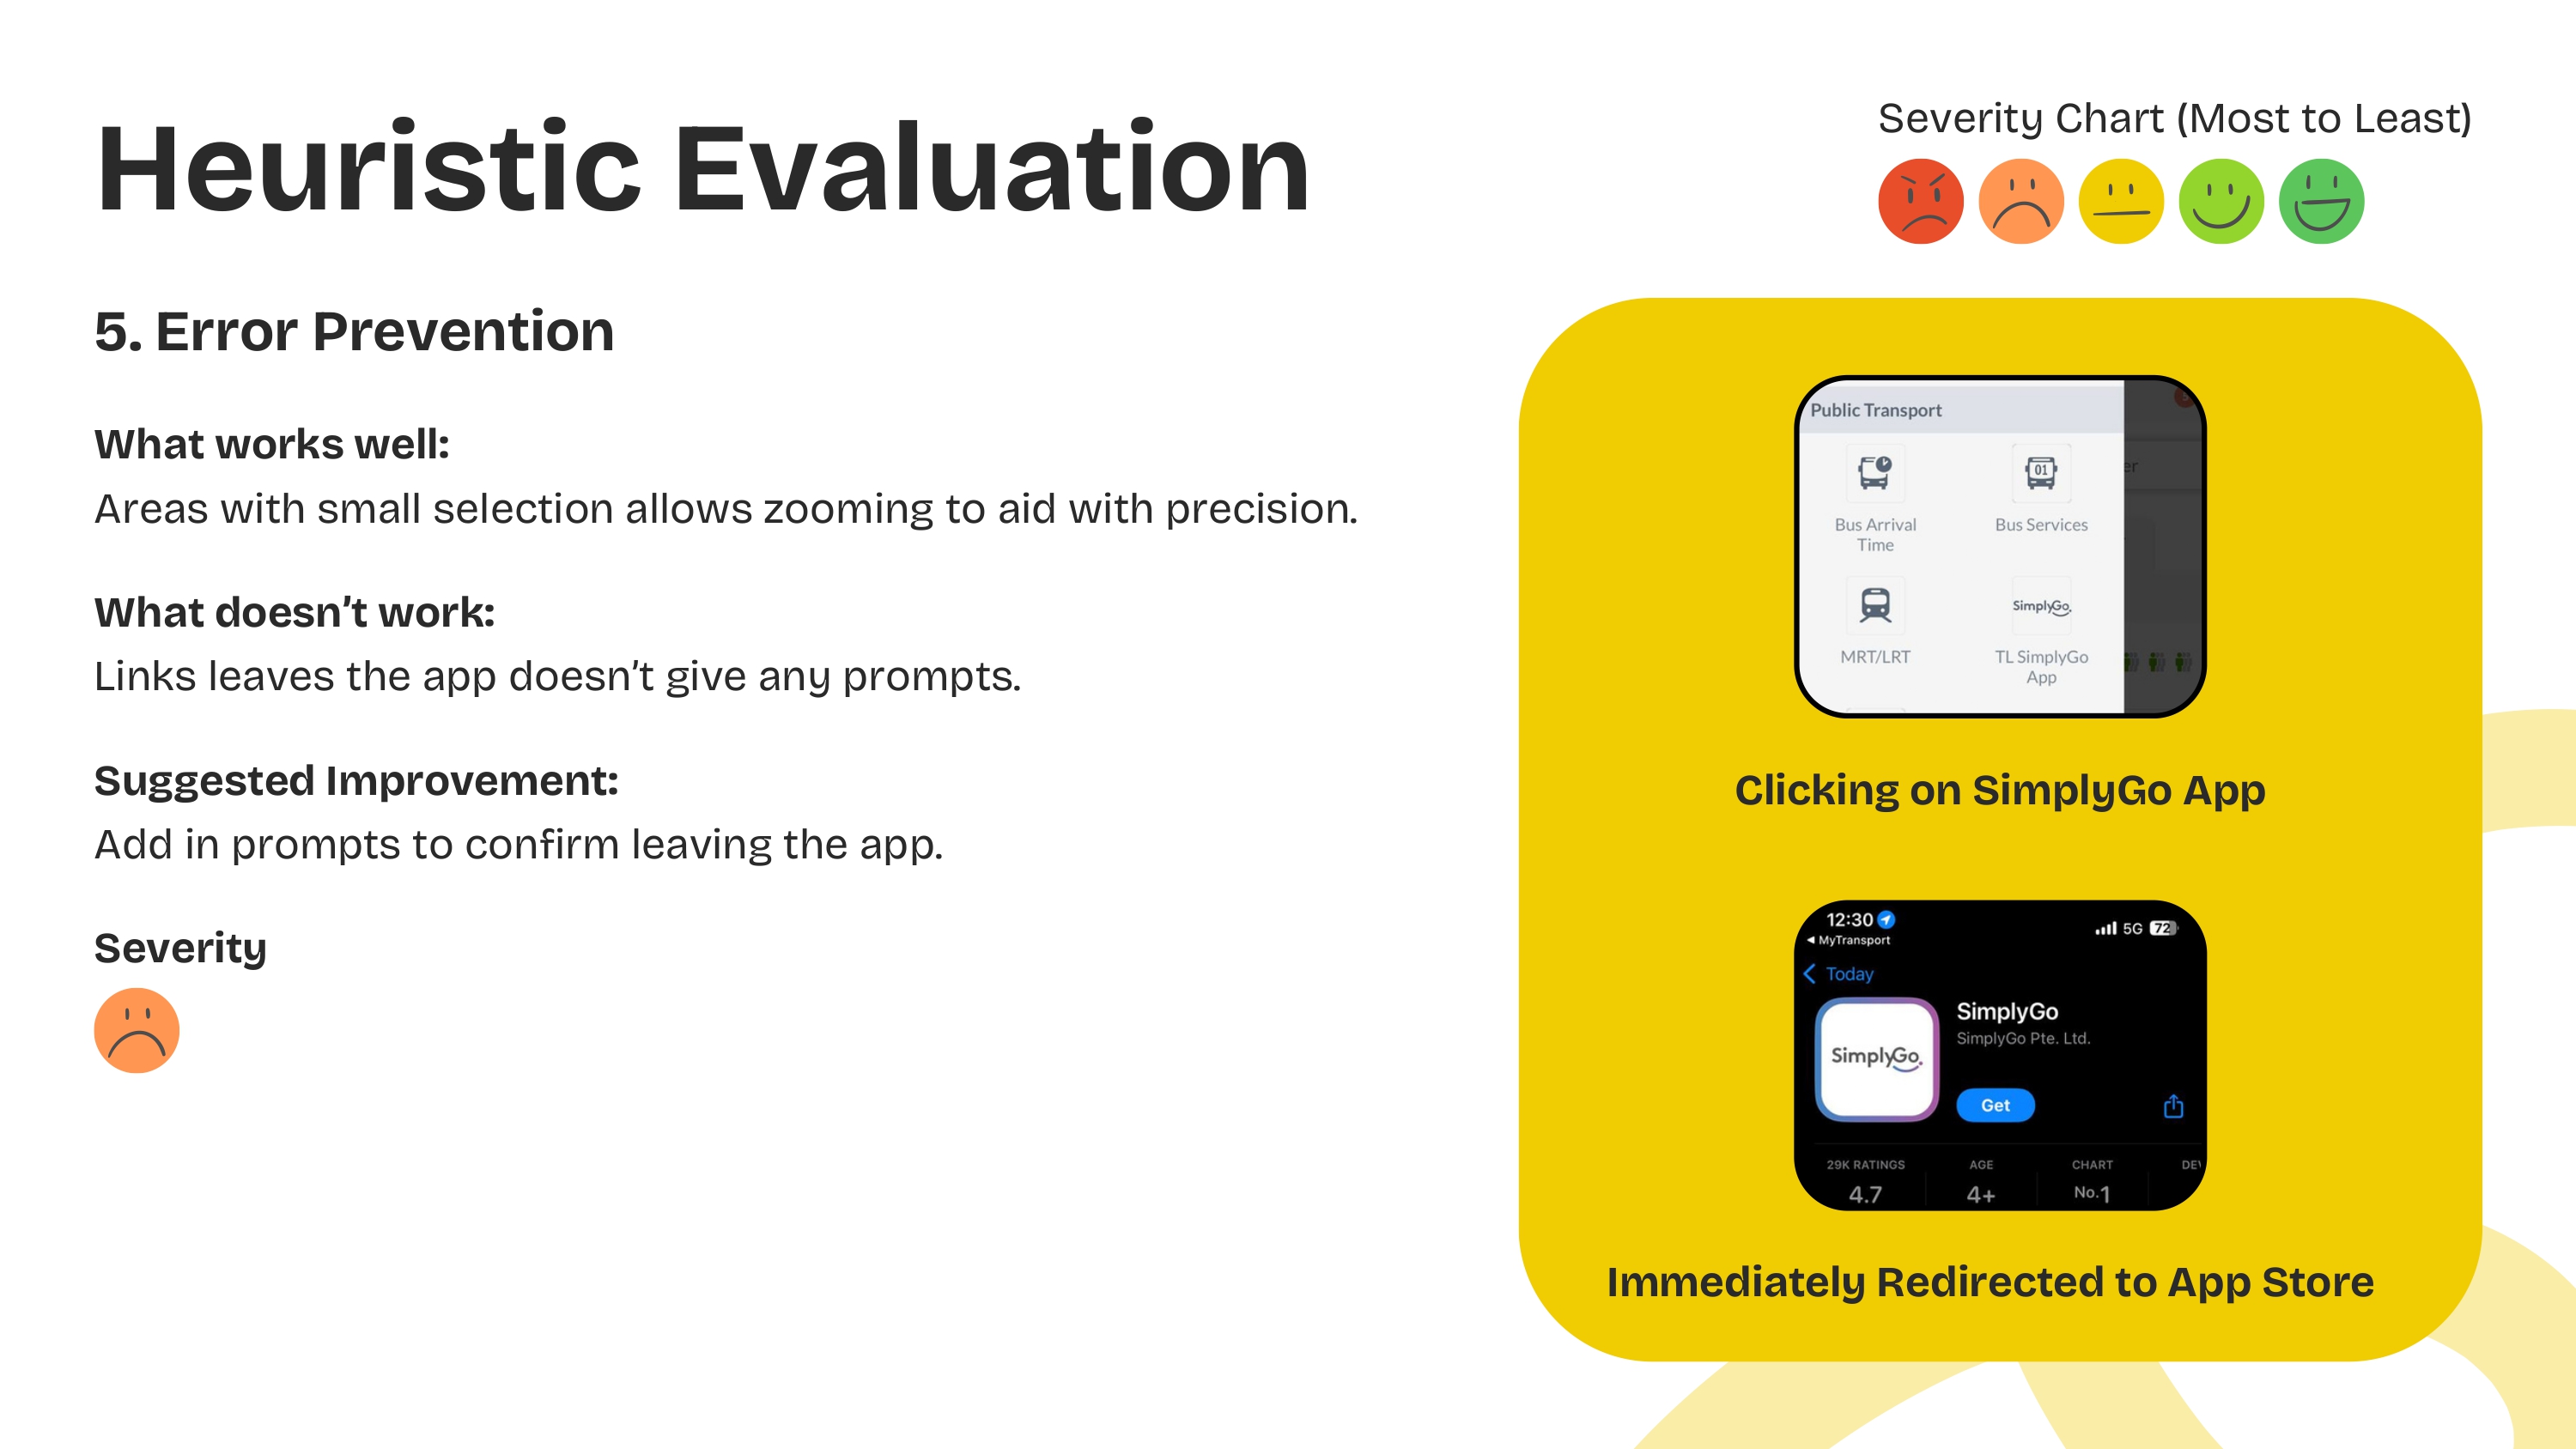 Heuristic Evaluation
Severity Chart (Most to Least)
5. Error Prevention
What works well:
Areas with small selection allows zooming to aid with precision.
What doesn’t work:
Links leaves the app doesn’t give any prompts.
Suggested Improvement:
Add in prompts to confirm leaving the app.
Severity
Public Transport
01
Bus Arrival
Time
Bus Services
er
SimplyGo.
MRT/LRT
TL SimplyGo
App
Clicking on SimplyGo App
12:30
5G 72
MyTransport
Today
SimplyGo
SimplyGo Pte. Ltd.
SimplyGo.
Get
29K RATINGS
AGE
CHART
DEV
4.7
4+
No.1
Immediately Redirected to App Store